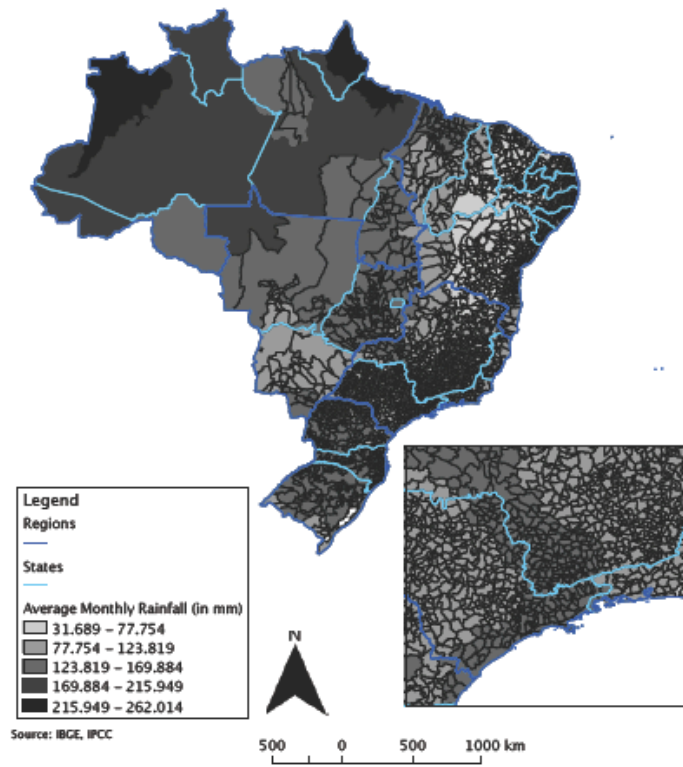 Legend
Regions
States
Average Monthly Rainfall (in mm)
31.689 – 77.754
77.754 – 123.819
123.819 – 169.884
169.884 – 215.949
215.949 – 262.014
Source: IBGE, IPCC
N
500 0 500 1000 km